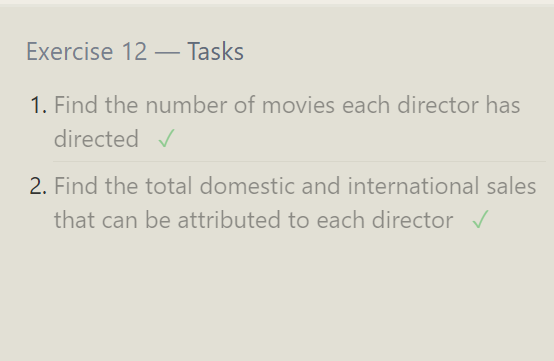 Exercise 12 — Tasks
1. Find the number of movies each director has
directed ✓
2. Find the total domestic and international sales
that can be attributed to each director ✓